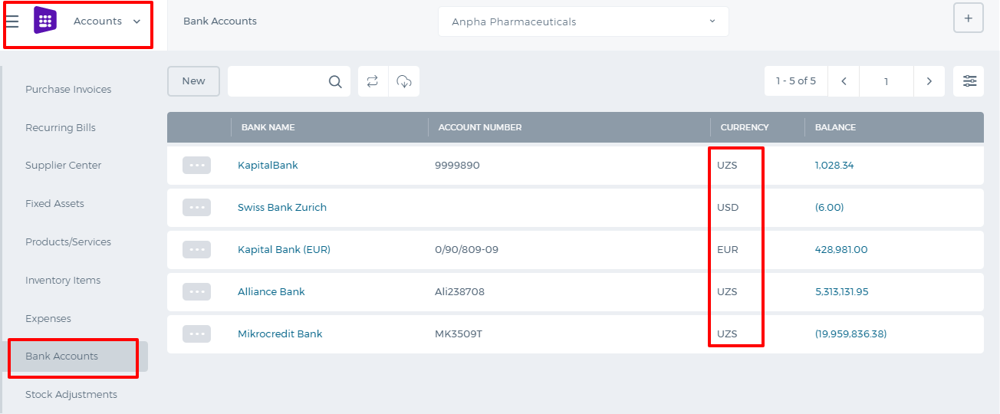 Accounts
Bank Accounts
Anpha Pharmaceuticals
+
Purchase Invoices
Recurring Bills
Supplier Center
Fixed Assets
Products/Services
Inventory Items
Expenses
Bank Accounts
Stock Adjustments
New
1 - 5 of 5
1
BANK NAME ACCOUNT NUMBER CURRENCY BALANCE
KapitalBank 9999890 UZS 1,028.34
Swiss Bank Zurich USD (6.00)
Kapital Bank (EUR) 0/90/809-09 EUR 428,981.00
Alliance Bank Ali238708 UZS 5,313,131.95
Mikrocredit Bank MK3509T UZS (19,959,836.38)